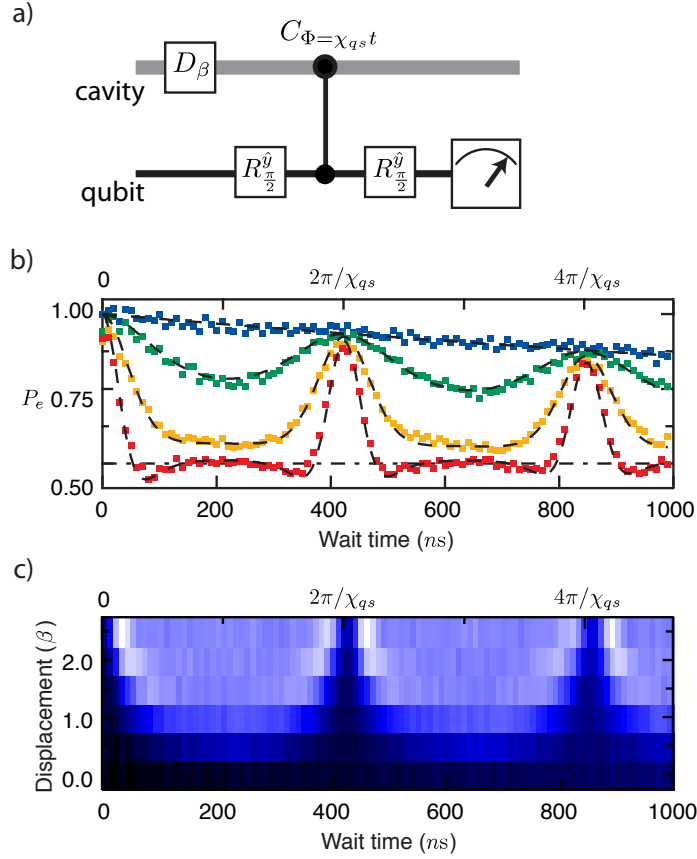 a)
C_{Φ=χ_{qs}t}
D_β
cavity
R^ŷ_{π/2} R^ŷ_{π/2}
qubit
b)
0 2π/χ_{qs} 4π/χ_{qs}
1.00
P_e 0.75
0.50
0 200 400 600 800 1000
Wait time (ns)
c)
0 2π/χ_{qs} 4π/χ_{qs}
Displacement (β)
2.0
1.0
0.0
0 200 400 600 800 1000
Wait time (ns)